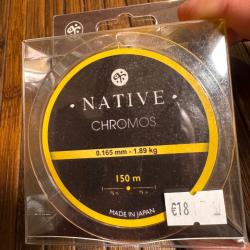 · NATIVE ·
CHROMOS
0.165 mm - 1.89 kg
150 m
MADE IN JAPAN
€18